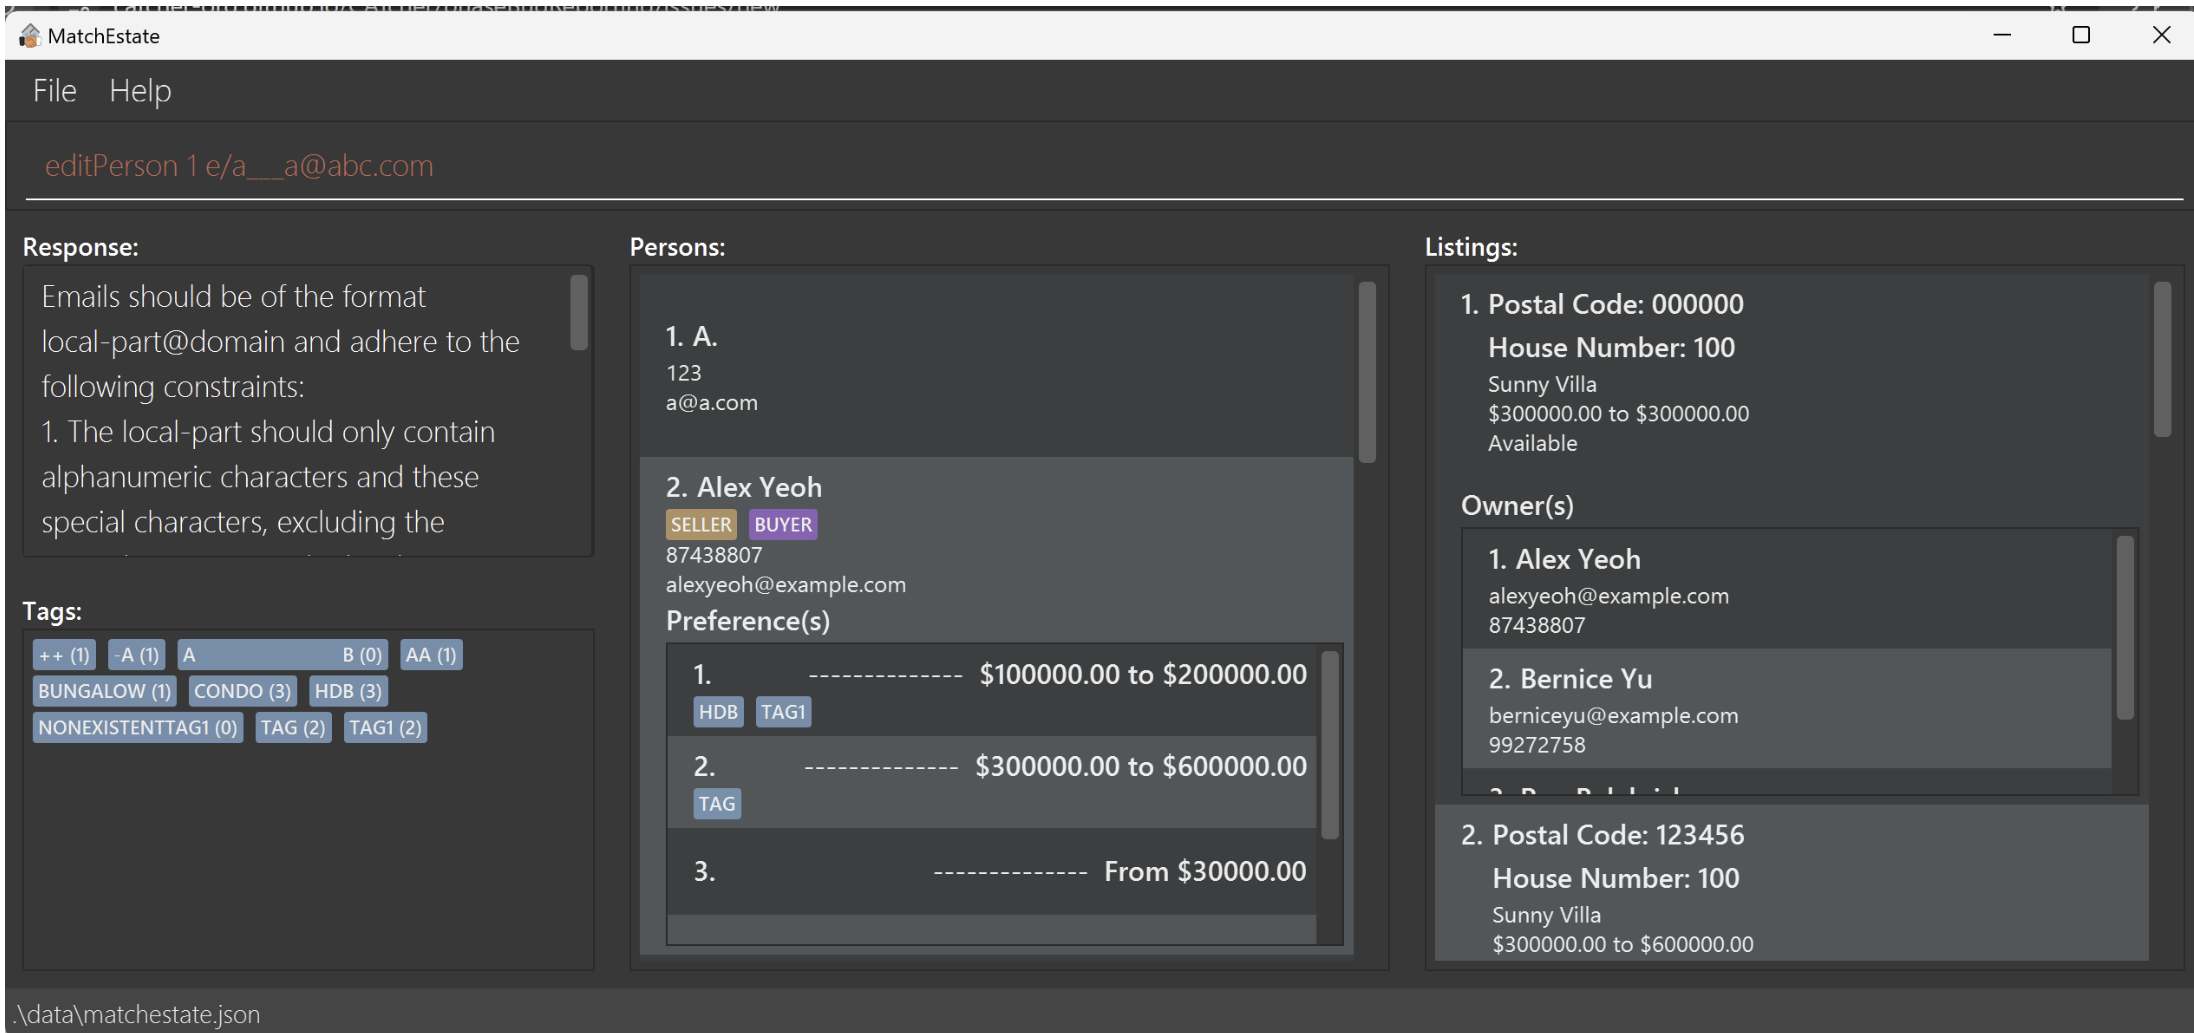 MatchEstate
File Help
editPerson 1 e/a___a@abc.com
Response:
Emails should be of the format
local-part@domain and adhere to the
following constraints:
1. The local-part should only contain
alphanumeric characters and these
special characters, excluding the
Tags:
++ (1) -A (1) A B (0) AA (1)
BUNGALOW (1) CONDO (3) HDB (3)
NONEXISTENTTAG1 (0) TAG (2) TAG1 (2)
Persons:
1. A.
123
a@a.com
2. Alex Yeoh
SELLER BUYER
87438807
alexyeoh@example.com
Preference(s)
1. -------------- $100000.00 to $200000.00
HDB TAG1
2. -------------- $300000.00 to $600000.00
TAG
3. -------------- From $30000.00
Listings:
1. Postal Code: 000000
House Number: 100
Sunny Villa
$300000.00 to $300000.00
Available
Owner(s)
1. Alex Yeoh
alexyeoh@example.com
87438807
2. Bernice Yu
berniceyu@example.com
99272758
2. Postal Code: 123456
House Number: 100
Sunny Villa
$300000.00 to $600000.00
.\data\matchestate.json